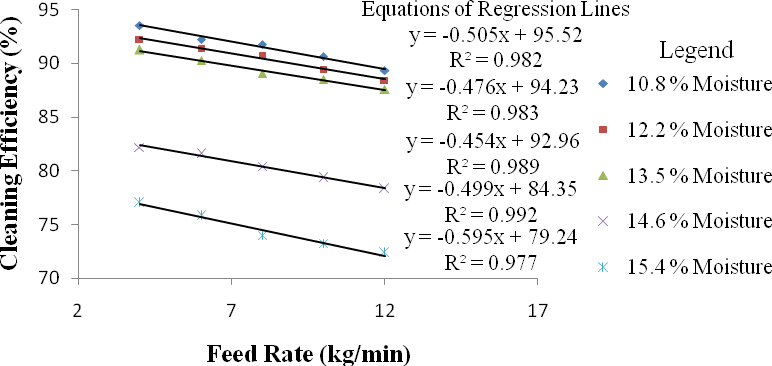 Equations of Regression Lines
y = -0.505x + 95.52
R² = 0.982
y = -0.476x + 94.23
R² = 0.983
y = -0.454x + 92.96
R² = 0.989
y = -0.499x + 84.35
R² = 0.992
y = -0.595x + 79.24
R² = 0.977
Legend
10.8 % Moisture
12.2 % Moisture
13.5 % Moisture
14.6 % Moisture
15.4 % Moisture
Cleaning Efficiency (%)
95
90
85
80
75
70
2 7 12 17
Feed Rate (kg/min)